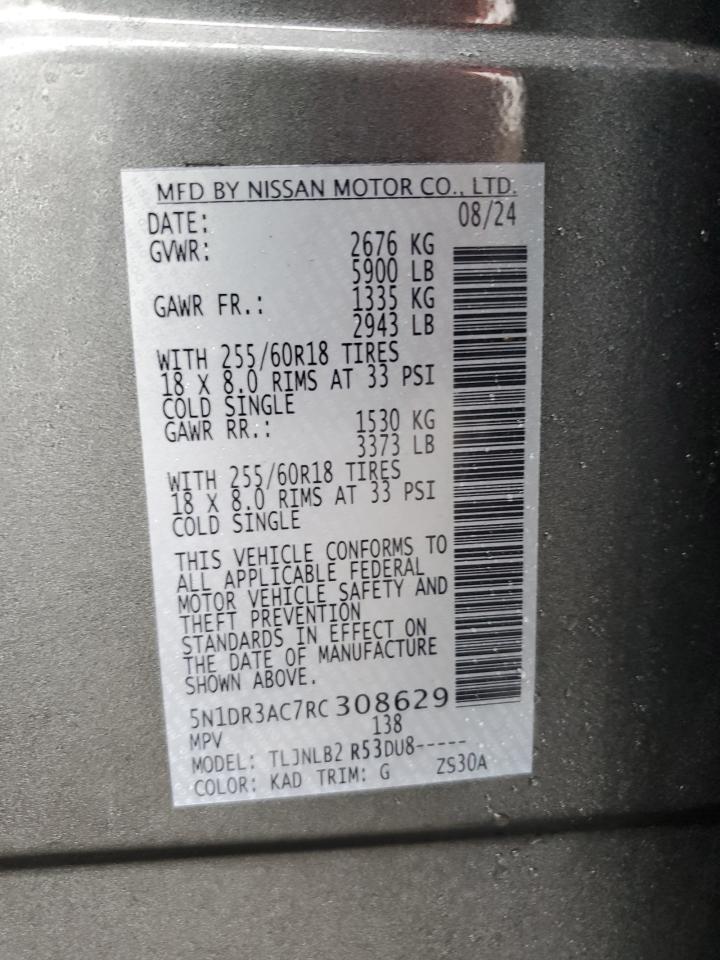 MFD BY NISSAN MOTOR CO., LTD.
DATE: 08/24
GVWR: 2676 KG
5900 LB
GAWR FR.: 1335 KG
2943 LB
WITH 255/60R18 TIRES
18 X 8.0 RIMS AT 33 PSI
COLD SINGLE
GAWR RR.: 1530 KG
3373 LB
WITH 255/60R18 TIRES
18 X 8.0 RIMS AT 33 PSI
COLD SINGLE
THIS VEHICLE CONFORMS TO
ALL APPLICABLE FEDERAL
MOTOR VEHICLE SAFETY AND
THEFT PREVENTION
STANDARDS IN EFFECT ON
THE DATE OF MANUFACTURE
SHOWN ABOVE.
5N1DR3AC7RC308629
MPV 138
MODEL: TLJNLB2 R53DU8-----
COLOR: KAD TRIM: G ZS30A